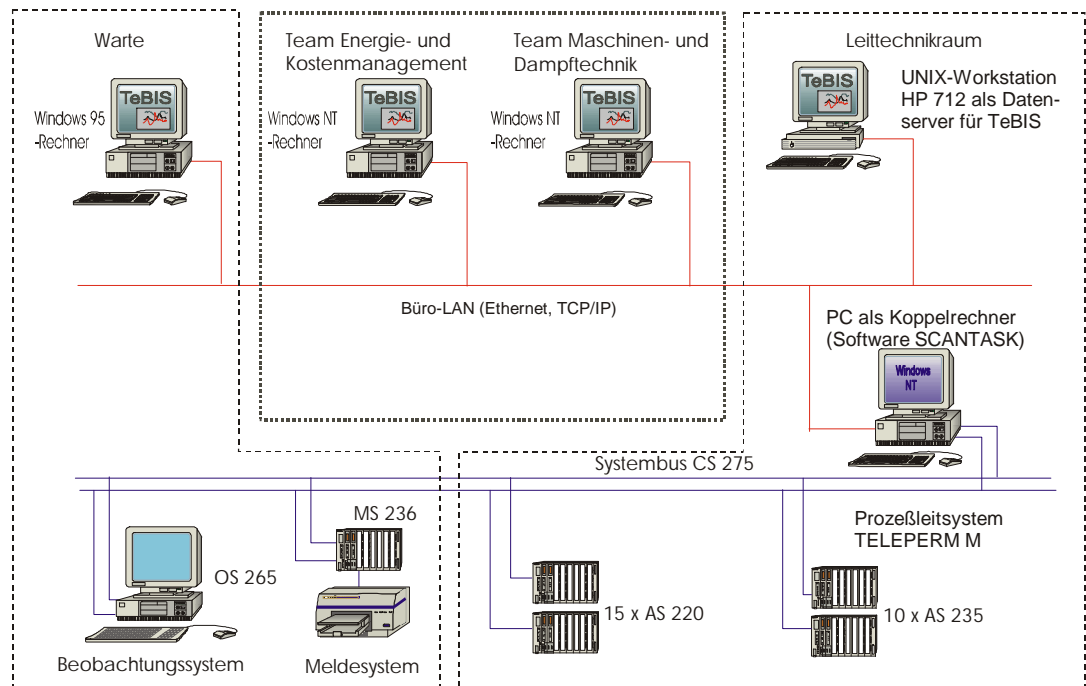 Warte
TeBIS
Windows 95
-Rechner
Team Energie- und
Kostenmanagement
TeBIS
Windows NT
-Rechner
Team Maschinen- und
Dampftechnik
TeBIS
Windows NT
-Rechner
Leittechnikraum
TeBIS
UNIX-Workstation
HP 712 als Daten-
server für TeBIS
Büro-LAN (Ethernet, TCP/IP)
PC als Koppelrechner
(Software SCANTASK)
Windows
NT
Systembus CS 275
MS 236
OS 265
Beobachtungssystem
Meldesystem
15 x AS 220
Prozeßleitsystem
TELEPERM M
10 x AS 235